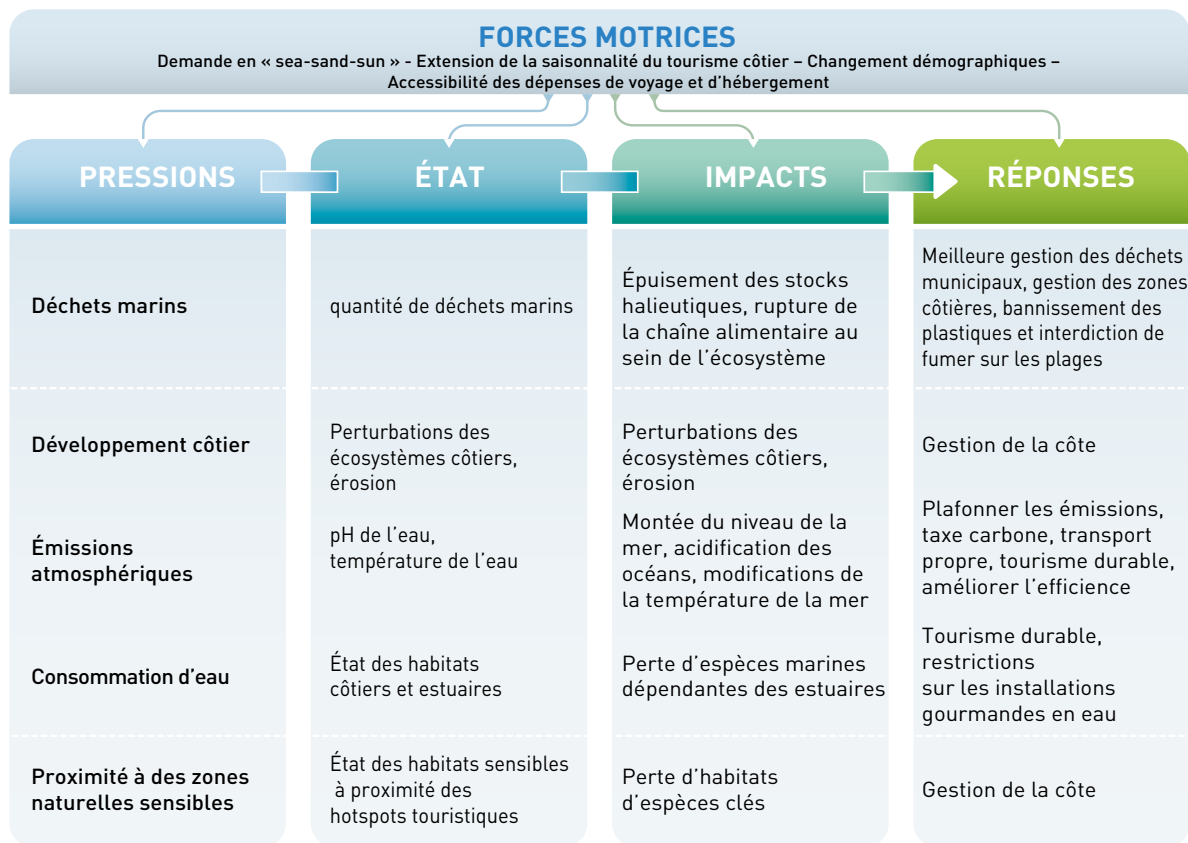 FORCES MOTRICES
Demande en « sea-sand-sun » - Extension de la saisonnalité du tourisme côtier – Changement démographiques –
Accessibilité des dépenses de voyage et d'hébergement
PRESSIONS
ÉTAT
IMPACTS
RÉPONSES
Déchets marins
quantité de déchets marins
Épuisement des stocks
halieutiques, rupture de
la chaîne alimentaire au
sein de l'écosystème
Meilleure gestion des déchets
municipaux, gestion des zones
côtières, bannissement des
plastiques et interdiction de
fumer sur les plages
Développement côtier
Perturbations des
écosystèmes côtiers,
érosion
Perturbations des
écosystèmes côtiers,
érosion
Gestion de la côte
Émissions
atmosphériques
pH de l'eau,
température de l'eau
Montée du niveau de la
mer, acidification des
océans, modifications de
la température de la mer
Plafonner les émissions,
taxe carbone, transport
propre, tourisme durable,
améliorer l'efficience
Consommation d'eau
État des habitats
côtiers et estuaires
Perte d'espèces marines
dépendantes des estuaires
Tourisme durable,
restrictions
sur les installations
gourmandes en eau
Proximité à des zones
naturelles sensibles
État des habitats sensibles
à proximité des
hotspots touristiques
Perte d'habitats
d'espèces clés
Gestion de la côte